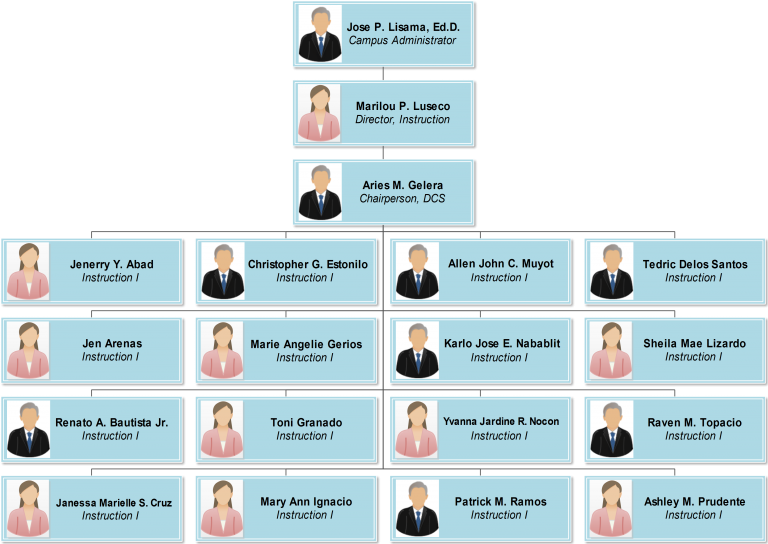 Jose P. Lisama, Ed.D.
Campus Administrator
Marilou P. Luseco
Director, Instruction
Aries M. Gelera
Chairperson, DCS
Jenerry Y. Abad
Instruction I
Christopher G. Estonilo
Instruction I
Allen John C. Muyot
Instruction I
Tedric Delos Santos
Instruction I
Jen Arenas
Instruction I
Marie Angelie Gerios
Instruction I
Karlo Jose E. Nabablit
Instruction I
Sheila Mae Lizardo
Instruction I
Renato A. Bautista Jr.
Instruction I
Toni Granado
Instruction I
Yvanna Jardine R. Nocon
Instruction I
Raven M. Topacio
Instruction I
Janessa Marielle S. Cruz
Instruction I
Mary Ann Ignacio
Instruction I
Patrick M. Ramos
Instruction I
Ashley M. Prudente
Instruction I